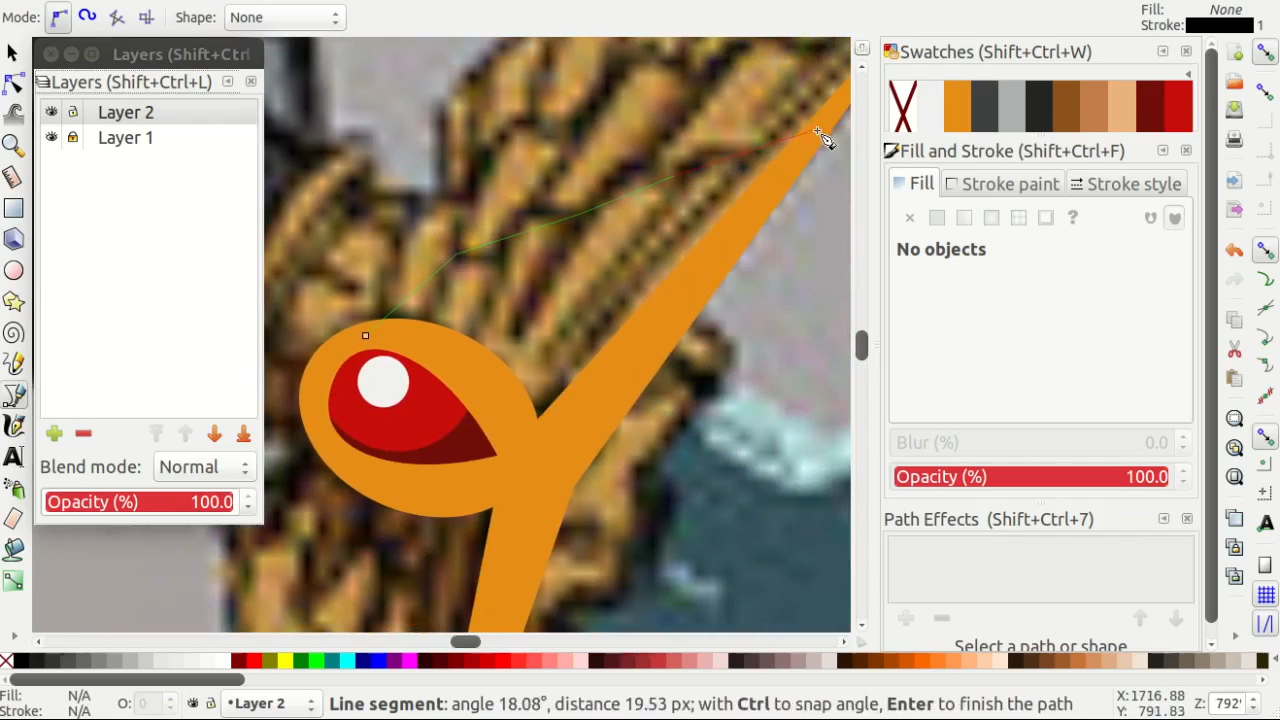 Mode:
Shape: None
Fill: None
Stroke: 1
Layers (Shift+Ctrl
Layers (Shift+Ctrl+L)
Layer 2
Layer 1
Blend mode: Normal
Opacity (%) 100.0
Swatches (Shift+Ctrl+W)
Fill and Stroke (Shift+Ctrl+F)
Fill Stroke paint Stroke style
?
No objects
Blur (%) 0.0
Opacity (%) 100.0
Path Effects (Shift+Ctrl+7)
Select a path or shape
Fill: N/A
Stroke: N/A
O: 0
•Layer 2
Line segment: angle 18.08°, distance 19.53 px; with Ctrl to snap angle, Enter to finish the path
X:1716.88
Y: 791.83
Z: 792